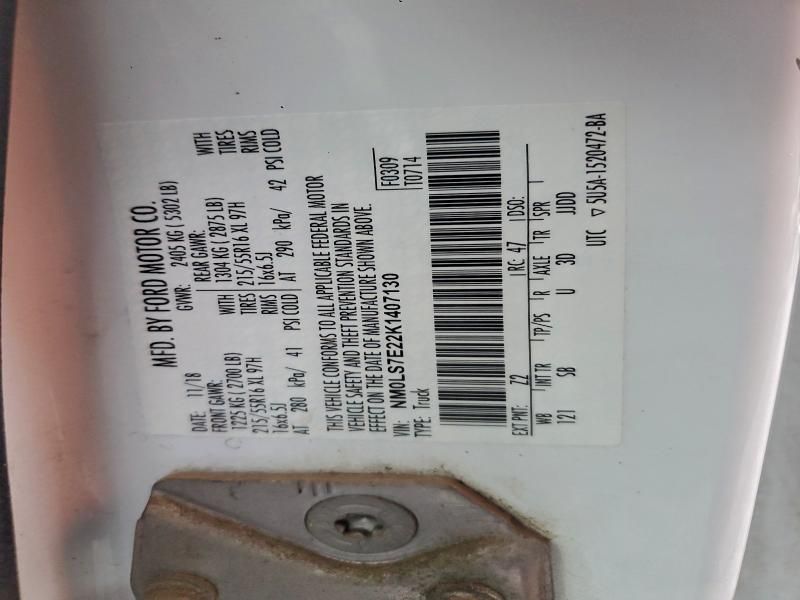 MFD. BY FORD MOTOR CO.
DATE: 11/18 GVWR: 2405 KG ( 5302 LB)
FRONT GAWR: REAR GAWR:
1225 KG ( 2700 LB) WITH 1304 KG ( 2875 LB) WITH
215/55R16 XL 97H TIRES 215/55R16 XL 97H TIRES
16x6.5J RIMS 16x6.5J RIMS
AT 280 kPa/ 41 PSI COLD AT 290 kPa/ 42 PSI COLD
THIS VEHICLE CONFORMS TO ALL APPLICABLE FEDERAL MOTOR
VEHICLE SAFETY AND THEFT PREVENTION STANDARDS IN
EFFECT ON THE DATE OF MANUFACTURE SHOWN ABOVE.
VIN: NM0LS7E22K1407130 F0309
TYPE: Truck T0714
EXT PNT: Z2 RC: 47 DSO:
WB INT TR TP/PS R AXLE TR SPR
121 SB U 3D JJDD
UTC ▽ 5U5A-1520472-BA